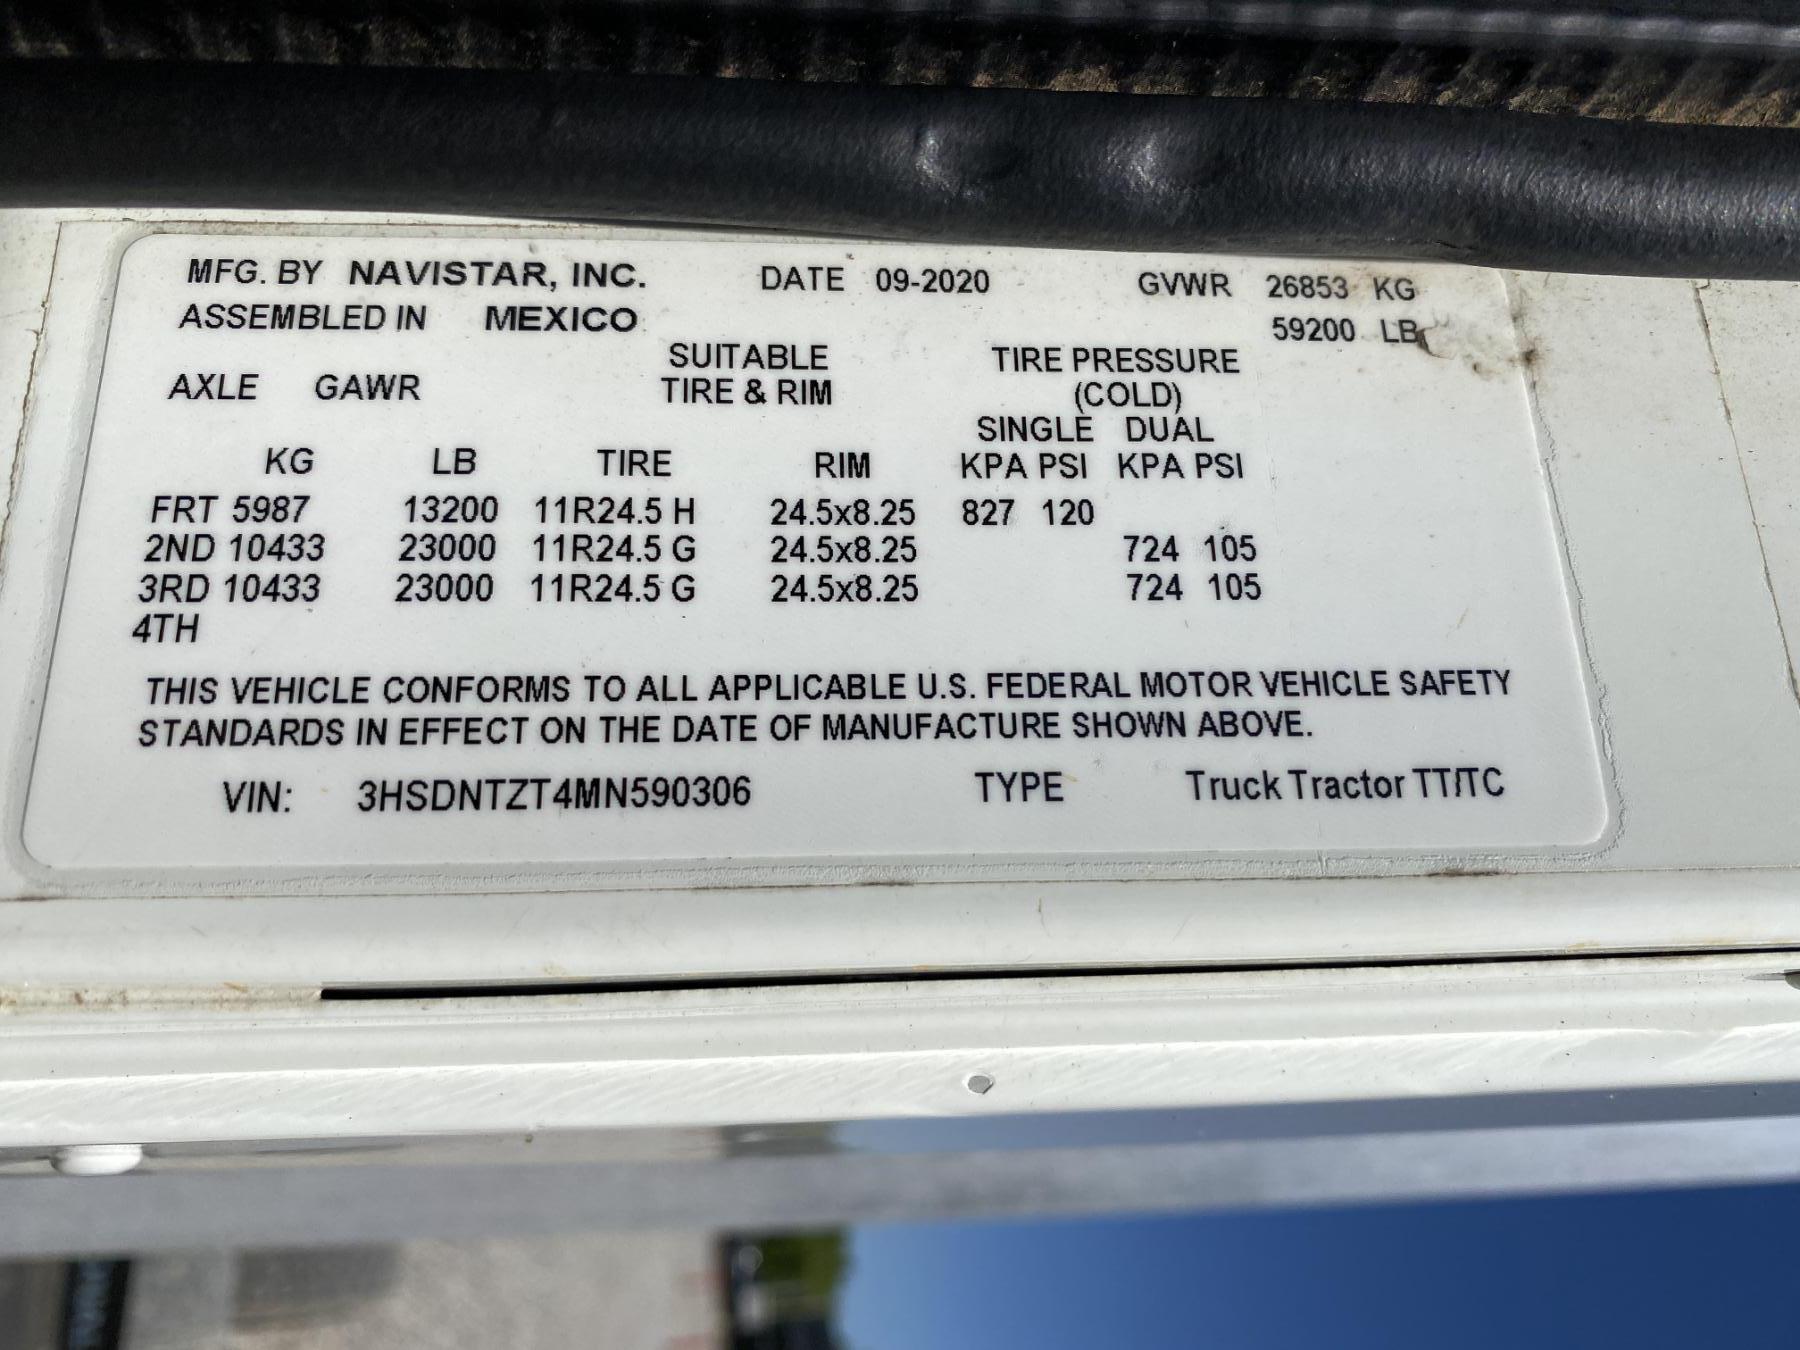 MFG. BY NAVISTAR, INC. DATE 09-2020 GVWR 26853 KG
ASSEMBLED IN MEXICO 59200 LB
SUITABLE TIRE PRESSURE
AXLE GAWR TIRE & RIM (COLD)
SINGLE DUAL
KG LB TIRE RIM KPA PSI KPA PSI
FRT 5987 13200 11R24.5 H 24.5x8.25 827 120
2ND 10433 23000 11R24.5 G 24.5x8.25 724 105
3RD 10433 23000 11R24.5 G 24.5x8.25 724 105
4TH
THIS VEHICLE CONFORMS TO ALL APPLICABLE U.S. FEDERAL MOTOR VEHICLE SAFETY
STANDARDS IN EFFECT ON THE DATE OF MANUFACTURE SHOWN ABOVE.
VIN: 3HSDNTZT4MN590306 TYPE Truck Tractor TT/TC